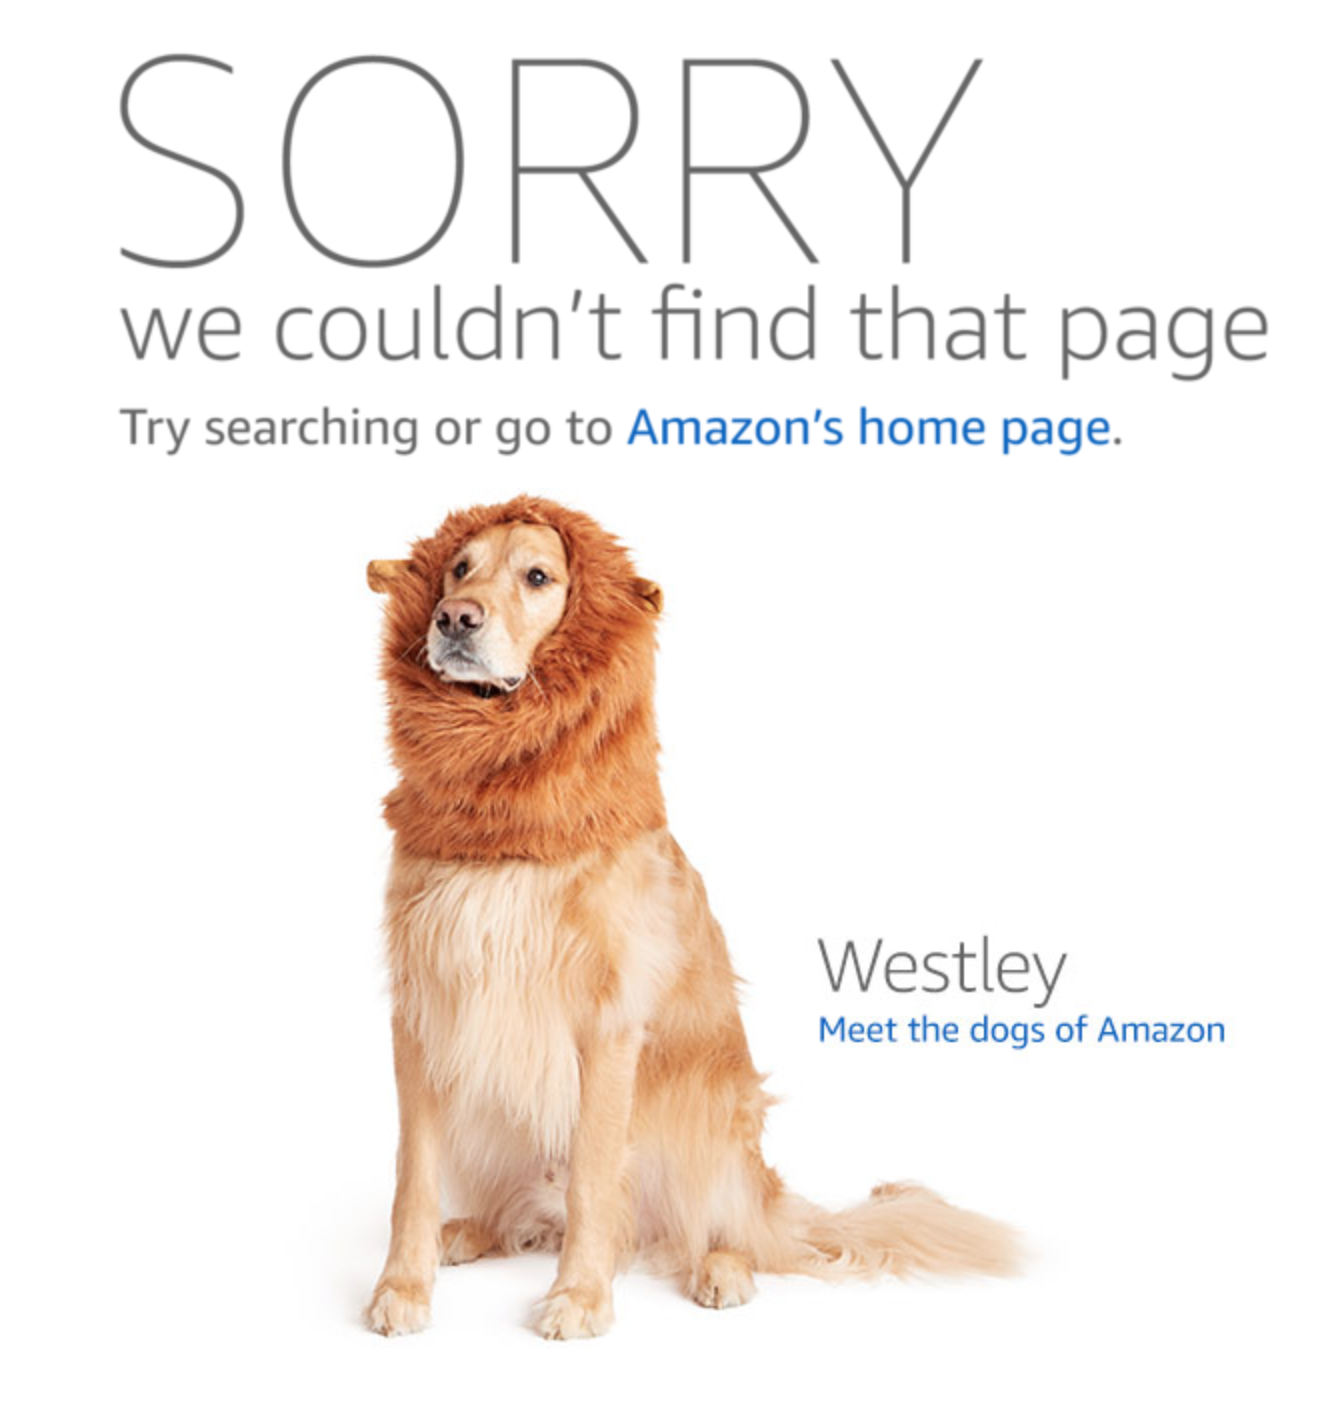 SORRY
we couldn't find that page
Try searching or go to Amazon's home page.
Westley
Meet the dogs of Amazon